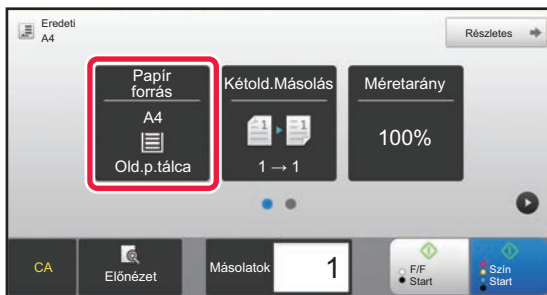 Eredeti
A4
Részletes
Papír
forrás
A4
Old.p.tálca
Kétold.Másolás
1 → 1
Méretarány
100%
CA
Előnézet
Másolatok
1
F/F
Start
Szín
Start